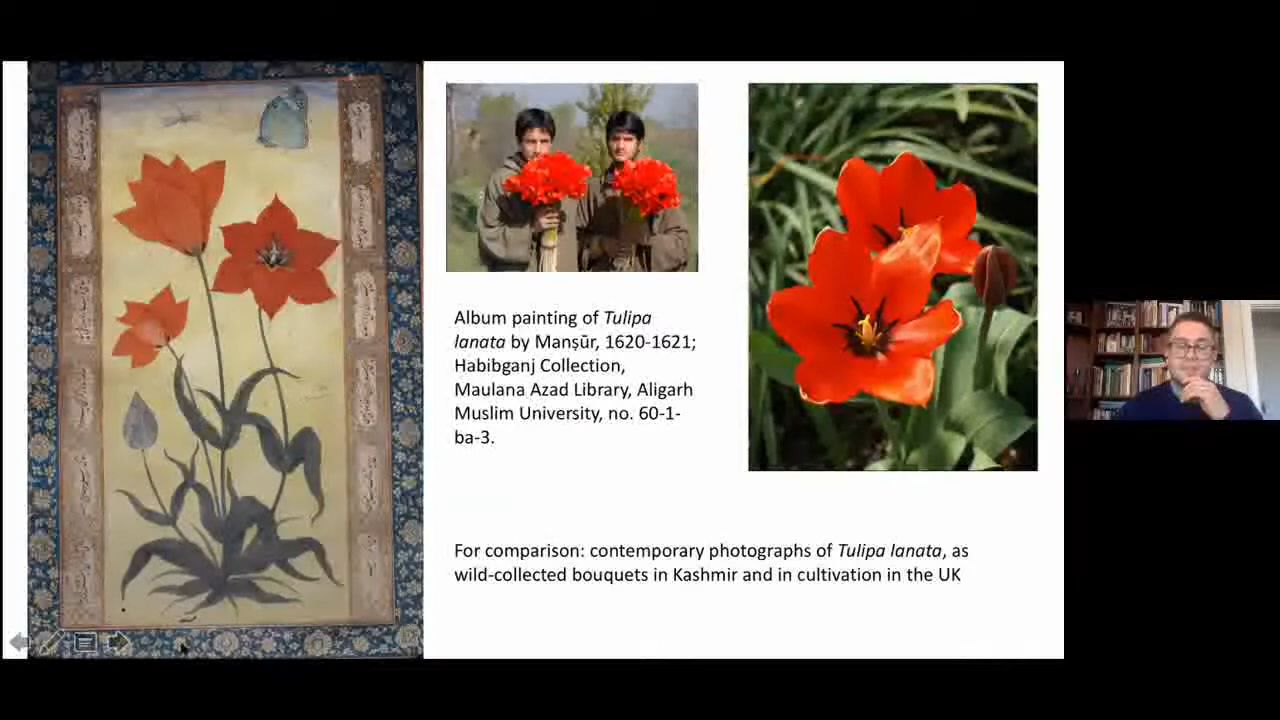 Album painting of Tulipa
lanata by Manṣūr, 1620-1621;
Habibganj Collection,
Maulana Azad Library, Aligarh
Muslim University, no. 60-1-
ba-3.
For comparison: contemporary photographs of Tulipa lanata, as
wild-collected bouquets in Kashmir and in cultivation in the UK